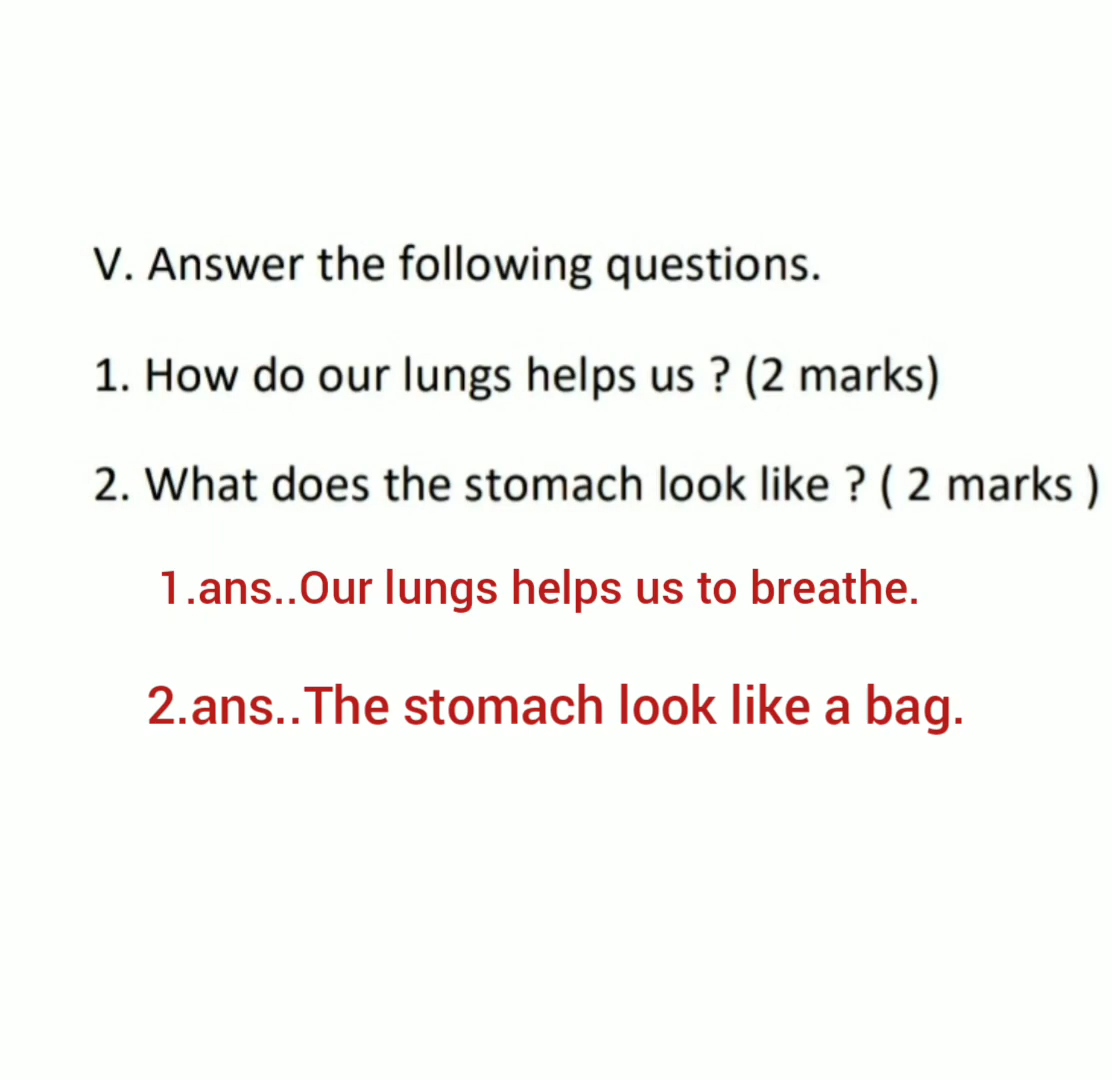 V. Answer the following questions.
1. How do our lungs helps us ? (2 marks)
2. What does the stomach look like ? ( 2 marks )
1.ans..Our lungs helps us to breathe.
2.ans..The stomach look like a bag.